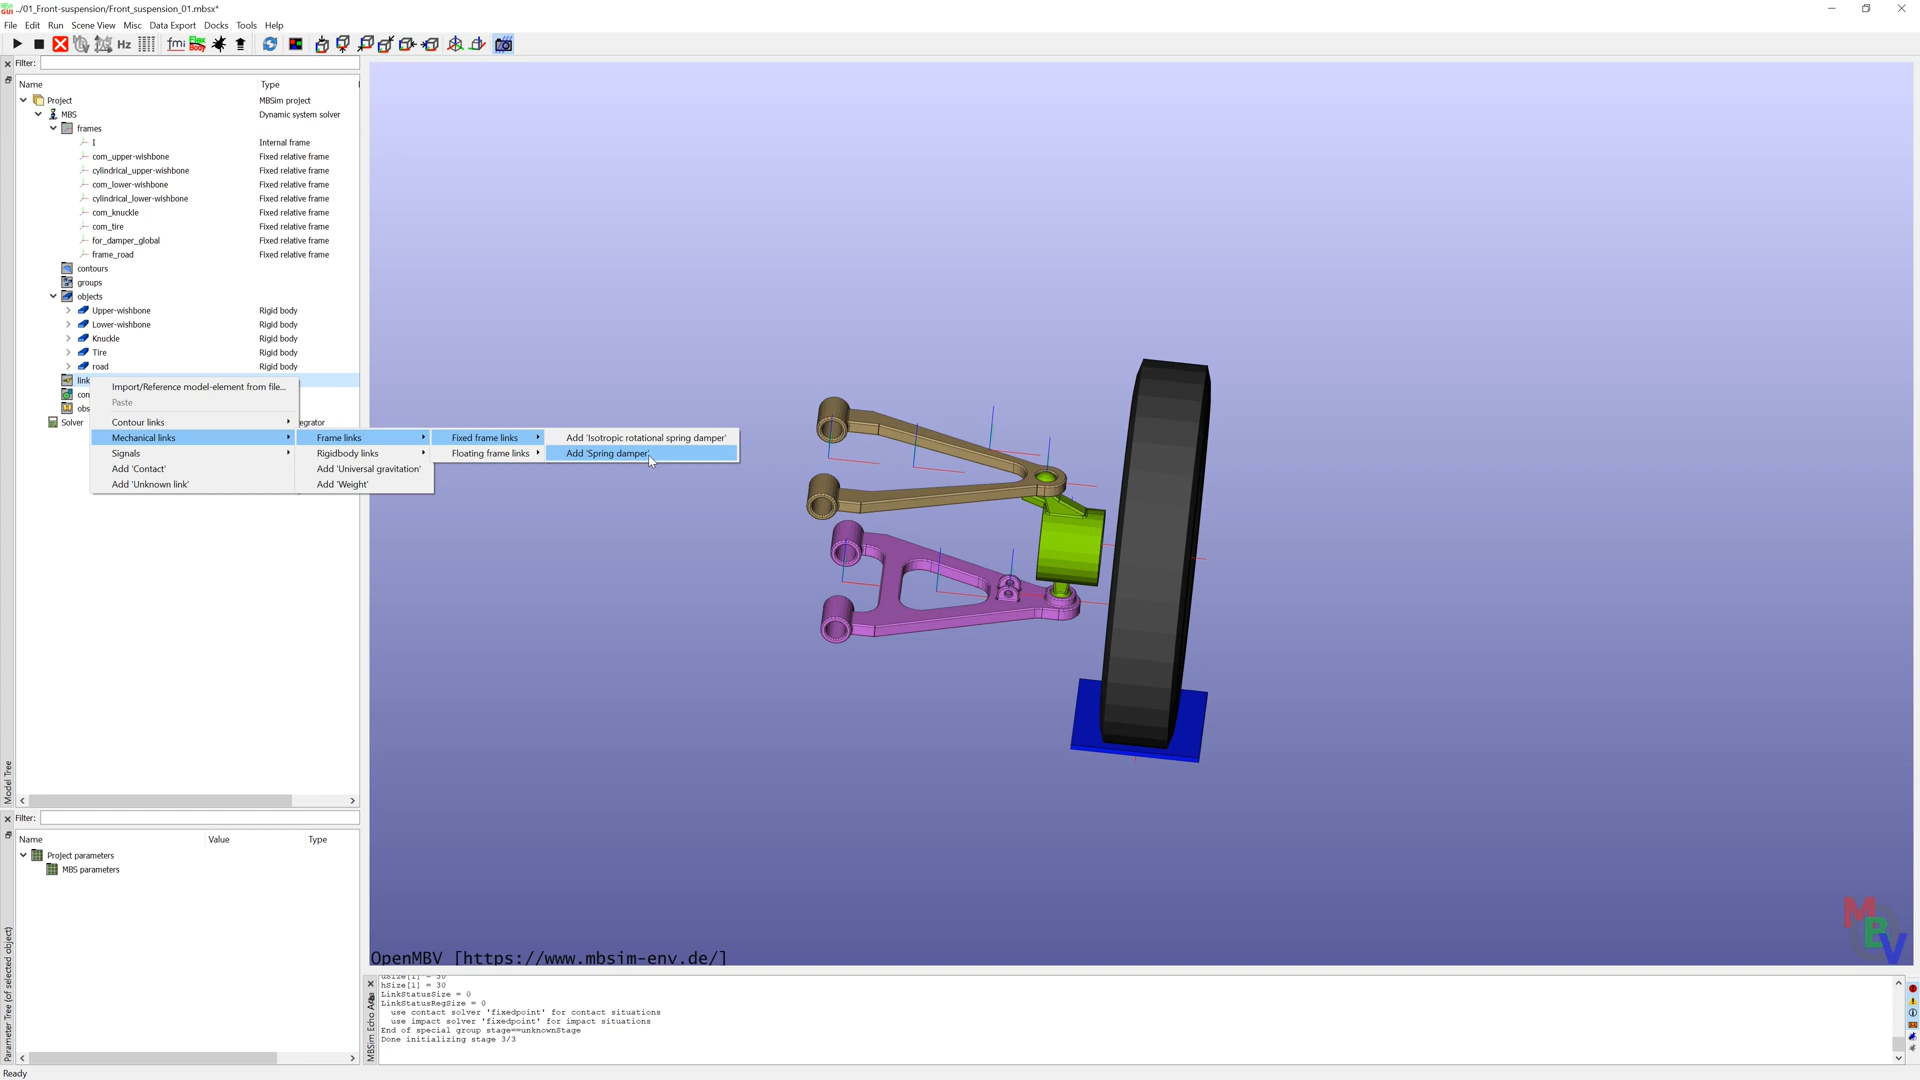 ../01_Front-suspension/Front_suspension_01.mbsx*
File Edit Run Scene View Misc Data Export Docks Tools Help
Hz fmi Flex Body
Filter:
Name Type
Project MBSim project
MBS Dynamic system solver
frames
I Internal frame
com_upper-wishbone Fixed relative frame
cylindrical_upper-wishbone Fixed relative frame
com_lower-wishbone Fixed relative frame
cylindrical_lower-wishbone Fixed relative frame
com_knuckle Fixed relative frame
com_tire Fixed relative frame
for_damper_global Fixed relative frame
frame_road Fixed relative frame
contours
groups
objects
Upper-wishbone Rigid body
Lower-wishbone Rigid body
Knuckle Rigid body
Tire Rigid body
road Rigid body
link
con
obs
Solver egrator
Import/Reference model-element from file...
Paste
Contour links
Mechanical links
Signals
Add 'Contact'
Add 'Unknown link'
Frame links
Rigidbody links
Add 'Universal gravitation'
Add 'Weight'
Fixed frame links
Floating frame links
Add 'Isotropic rotational spring damper'
Add 'Spring damper'
Model Tree
Filter:
Name Value Type
Project parameters
MBS parameters
Parameter Tree (of selected object)
OpenMBV [https://www.mbsim-env.de/]
MBV
MBSim Echo Area
uSize[1] = 30
hSize[1] = 30
LinkStatusSize = 0
LinkStatusRegSize = 0
use contact solver 'fixedpoint' for contact situations
use impact solver 'fixedpoint' for impact situations
End of special group stage==unknownStage
Done initializing stage 3/3
Ready